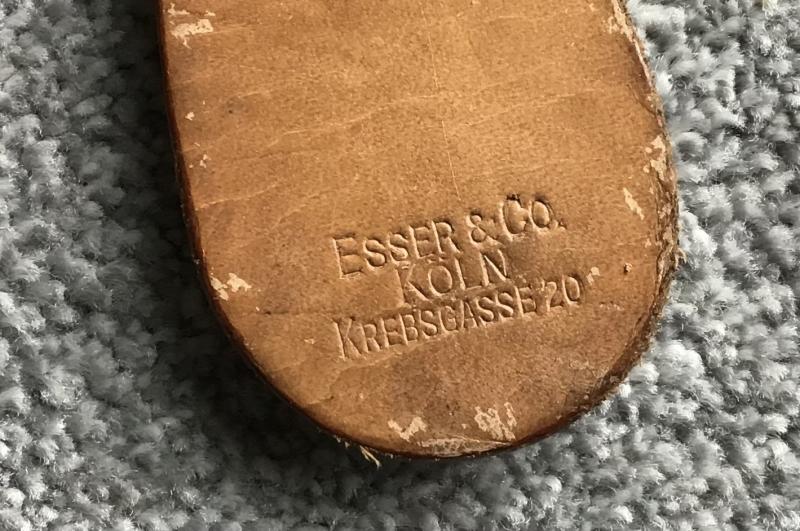 ESSER & CO.
KÖLN
KREBSGASSE 20